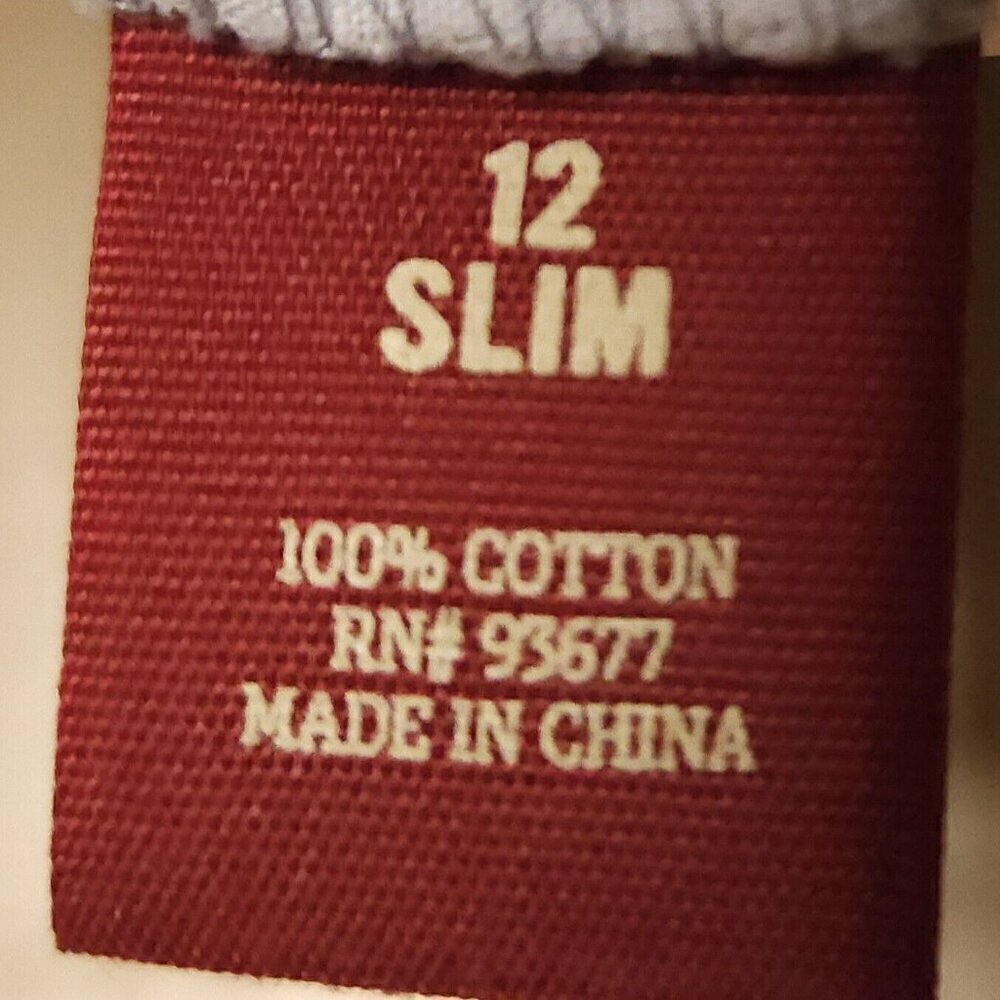 12
SLIM
100% COTTON
RN# 93677
MADE IN CHINA